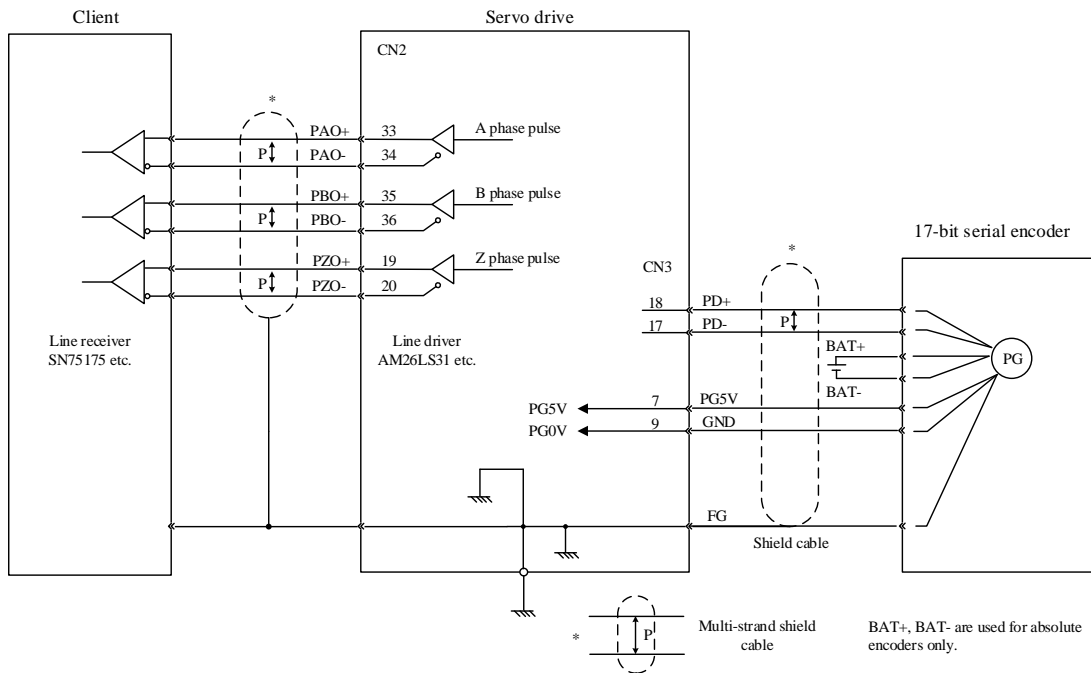 Client
Servo drive
CN2
*
PAO+
33
A phase pulse
P
PAO-
34
PBO+
35
B phase pulse
P
PBO-
36
17-bit serial encoder
PZO+
19
Z phase pulse
*
P
PZO-
20
CN3
18
PD+
P
17
PD-
Line receiver
SN75175 etc.
Line driver
AM26LS31 etc.
BAT+
PG
BAT-
PG5V
7
PG5V
PG0V
9
GND
FG
Shield cable
*
P
Multi-strand shield
cable
BAT+, BAT- are used for absolute
encoders only.